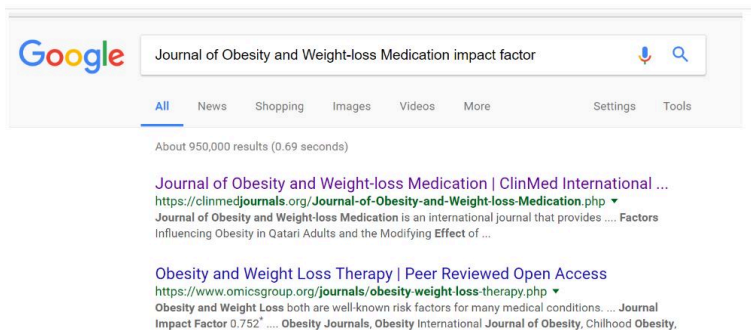 Google
Journal of Obesity and Weight-loss Medication impact factor
All News Shopping Images Videos More Settings Tools
About 950,000 results (0.69 seconds)
Journal of Obesity and Weight-loss Medication | ClinMed International ...
https://clinmedjournals.org/Journal-of-Obesity-and-Weight-loss-Medication.php ▼
Journal of Obesity and Weight-loss Medication is an international journal that provides .... Factors
Influencing Obesity in Qatari Adults and the Modifying Effect of ...
Obesity and Weight Loss Therapy | Peer Reviewed Open Access
https://www.omicsgroup.org/journals/obesity-weight-loss-therapy.php ▼
Obesity and Weight Loss both are well-known risk factors for many medical conditions. ... Journal
Impact Factor 0.752* .... Obesity Journals, Obesity International Journal of Obesity, Chilhood Obesity,